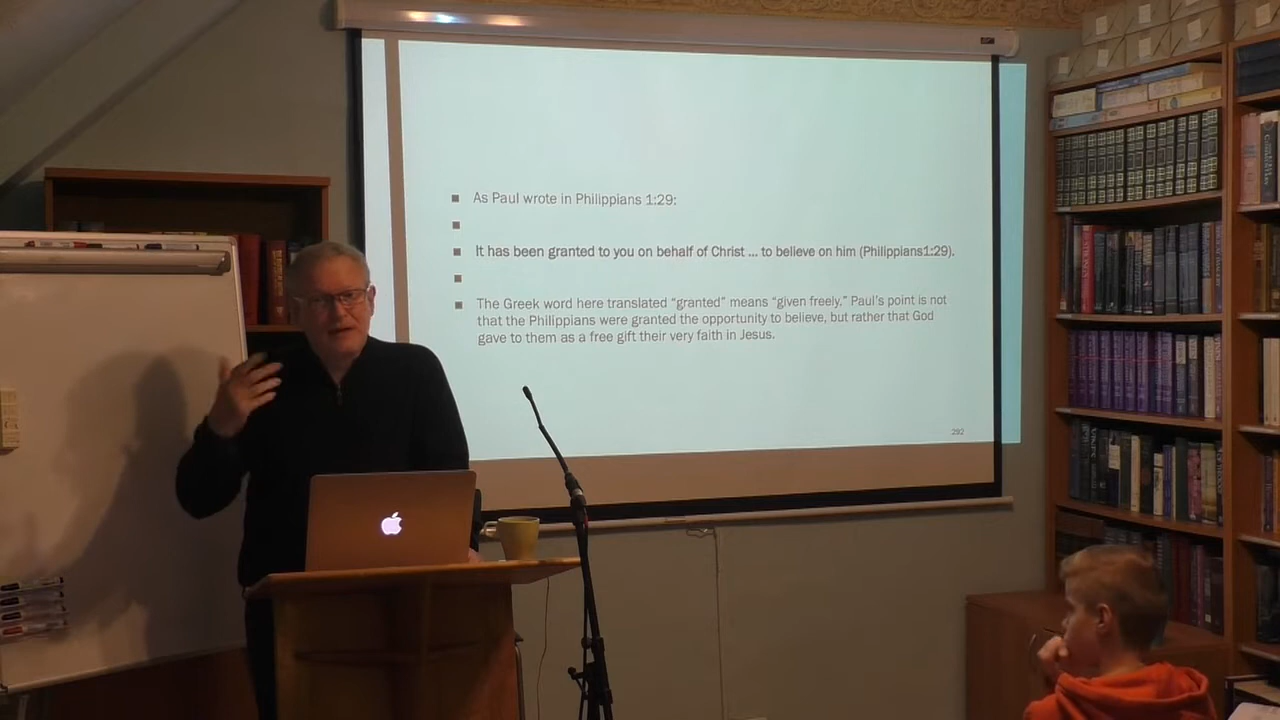 As Paul wrote in Philippians 1:29:
It has been granted to you on behalf of Christ ... to believe on him (Philippians1:29).
The Greek word here translated “granted” means “given freely.” Paul’s point is not
that the Philippians were granted the opportunity to believe, but rather that God
gave to them as a free gift their very faith in Jesus.
292